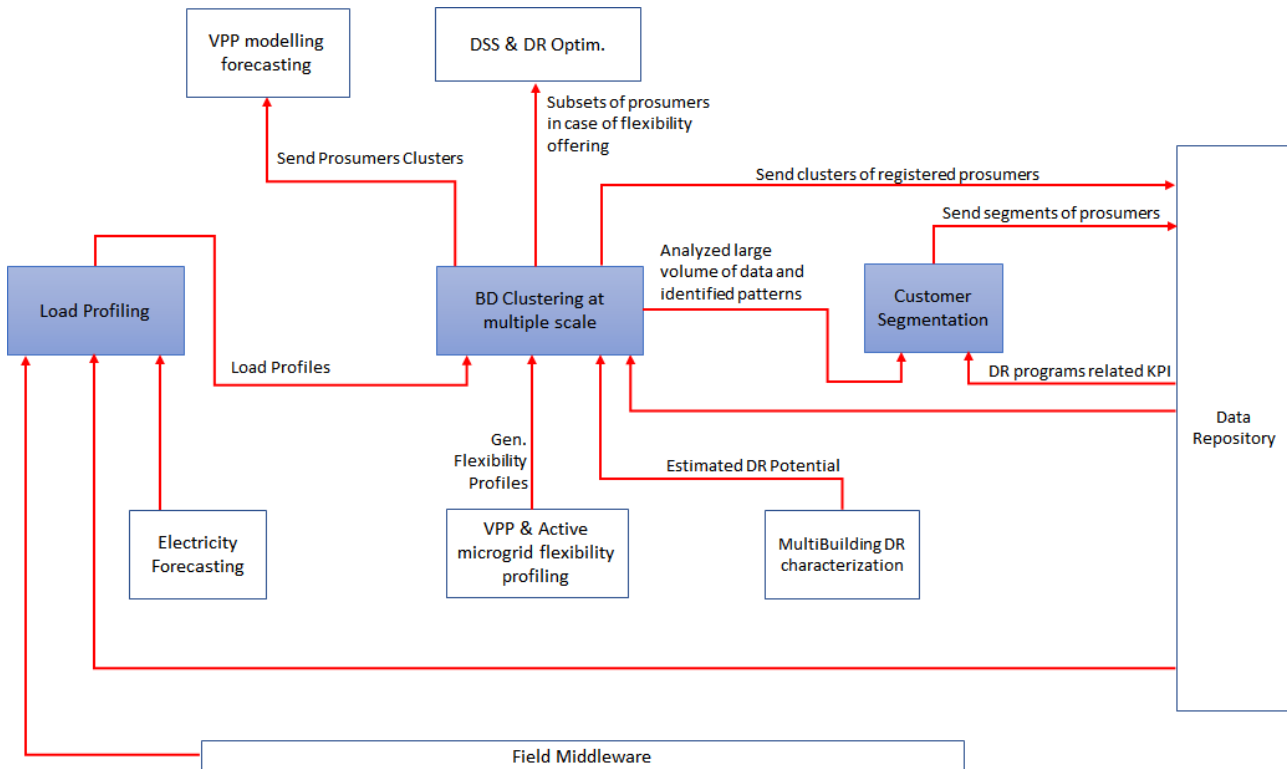 VPP modelling
forecasting
DSS & DR Optim.
Subsets of prosumers
in case of flexibility
offering
Send Prosumers Clusters
Send clusters of registered prosumers
Send segments of prosumers
Analyzed large
volume of data and
identified patterns
Load Profiling
BD Clustering at
multiple scale
Customer
Segmentation
Load Profiles
DR programs related KPI
Data
Repository
Gen.
Flexibility
Profiles
Estimated DR Potential
Electricity
Forecasting
VPP & Active
microgrid flexibility
profiling
MultiBuilding DR
characterization
Field Middleware